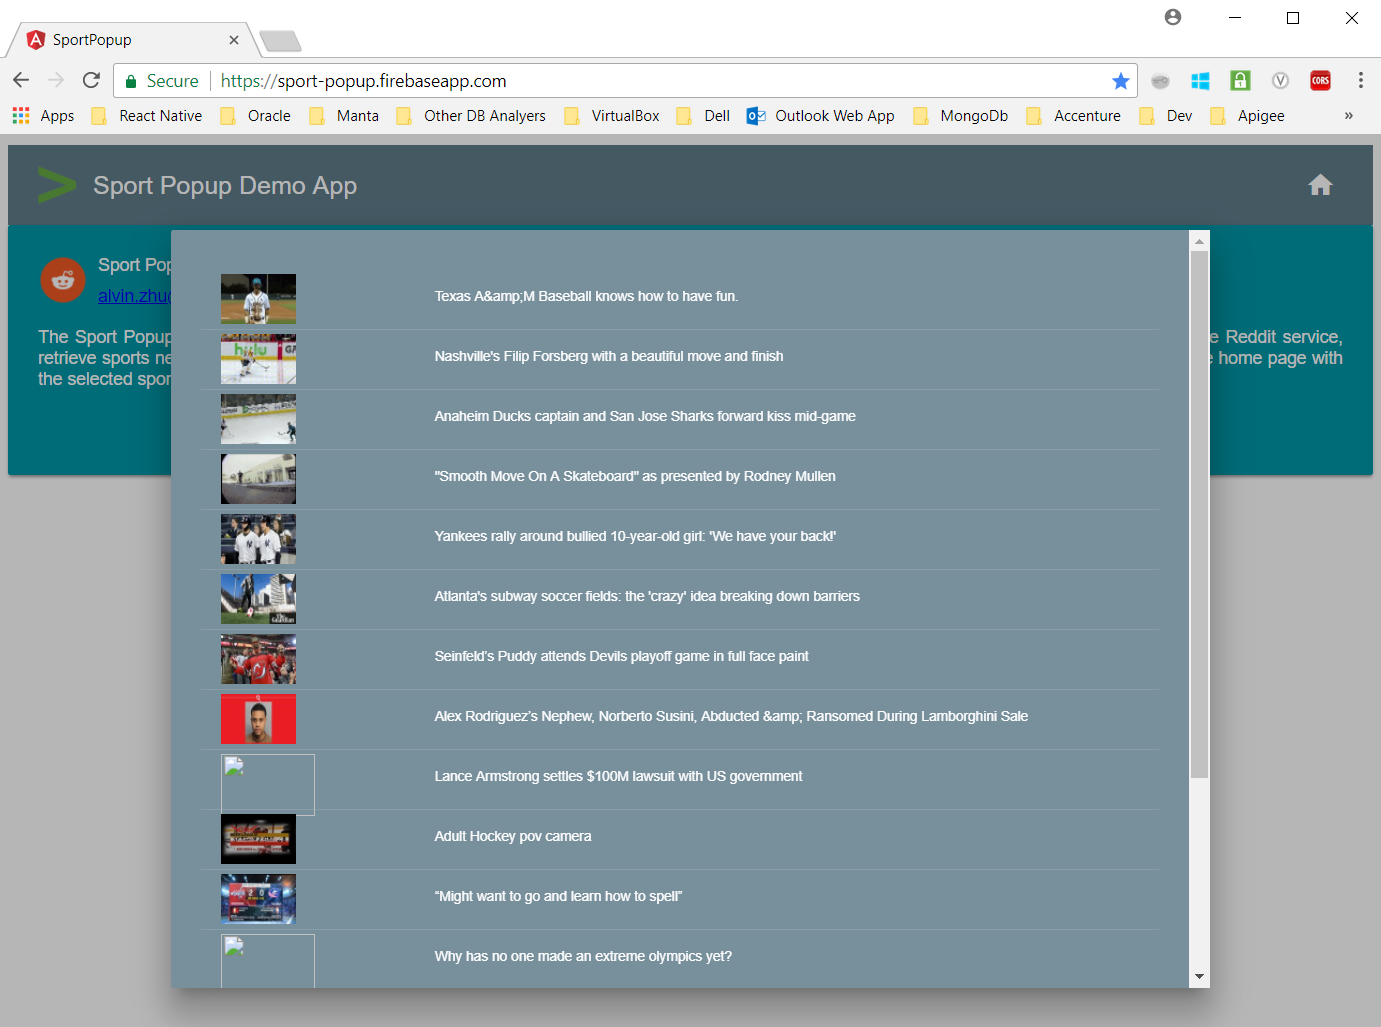 SportPopup
Secure https://sport-popup.firebaseapp.com
CORS
Apps React Native Oracle Manta Other DB Analyers VirtualBox Dell Outlook Web App MongoDb Accenture Dev Apigee »
> Sport Popup Demo App
Sport Pop
alvin.zhu
The Sport Popup
retrieve sports ne
the selected spor
e Reddit service,
e home page with
Texas A&amp;M Baseball knows how to have fun.
Nashville's Filip Forsberg with a beautiful move and finish
Anaheim Ducks captain and San Jose Sharks forward kiss mid-game
"Smooth Move On A Skateboard" as presented by Rodney Mullen
Yankees rally around bullied 10-year-old girl: 'We have your back!'
Atlanta's subway soccer fields: the 'crazy' idea breaking down barriers
Seinfeld's Puddy attends Devils playoff game in full face paint
Alex Rodriguez's Nephew, Norberto Susini, Abducted &amp; Ransomed During Lamborghini Sale
Lance Armstrong settles $100M lawsuit with US government
Adult Hockey pov camera
“Might want to go and learn how to spell”
Why has no one made an extreme olympics yet?